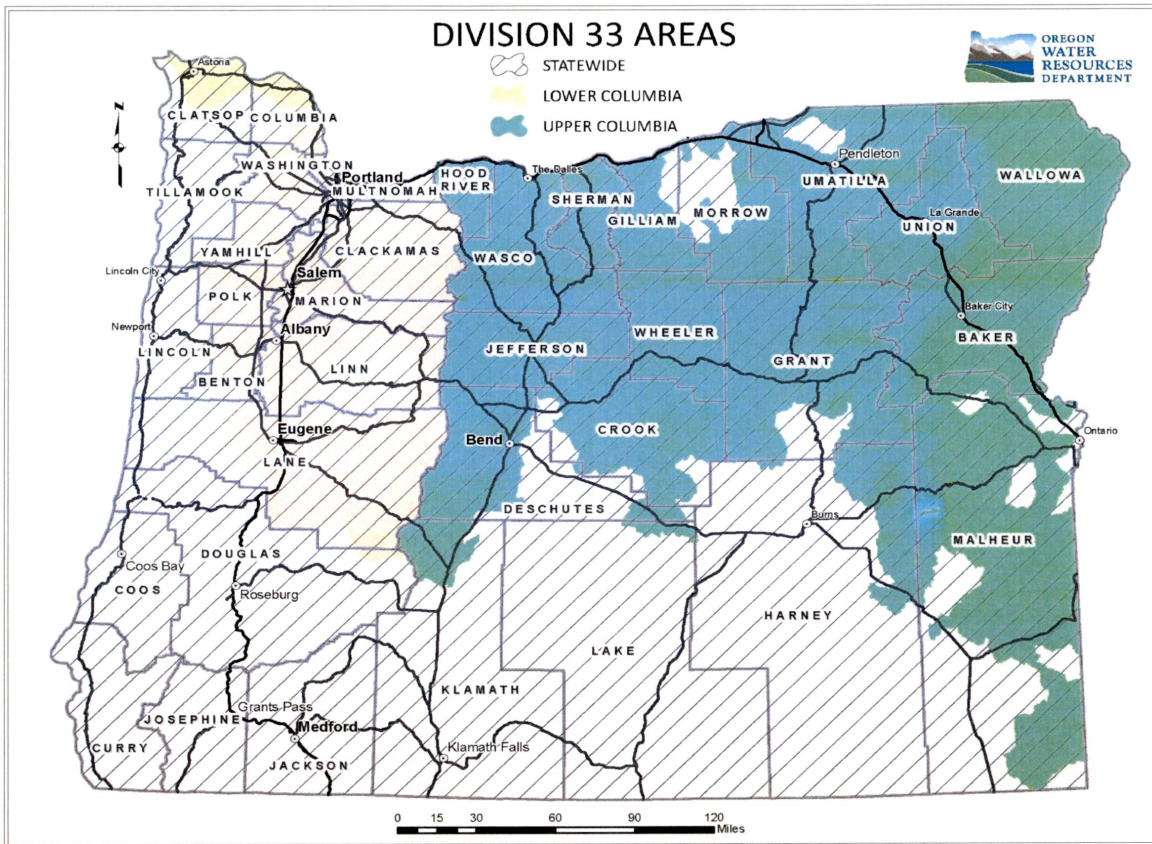 DIVISION 33 AREAS
STATEWIDE
LOWER COLUMBIA
UPPER COLUMBIA
OREGON
WATER
RESOURCES
DEPARTMENT
Astoria
CLATSOP
COLUMBIA
N
WASHINGTON
Portland
TILLAMOOK
MULTNOMAH
HOOD
RIVER
The Dalles
SHERMAN
GILLIAM
MORROW
Pendleton
UMATILLA
WALLOWA
La Grande
UNION
YAMHILL
CLACKAMAS
WASCO
Lincoln City
Salem
POLK
MARION
Baker City
BAKER
Newport
Albany
LINCOLN
JEFFERSON
WHEELER
GRANT
BENTON
LINN
Eugene
Bend
CROOK
Ontario
LANE
DESCHUTES
Burns
MALHEUR
DOUGLAS
Coos Bay
COOS
Roseburg
HARNEY
LAKE
KLAMATH
Grants Pass
JOSEPHINE
Medford
CURRY
Klamath Falls
JACKSON
0 15 30 60 90 120
Miles